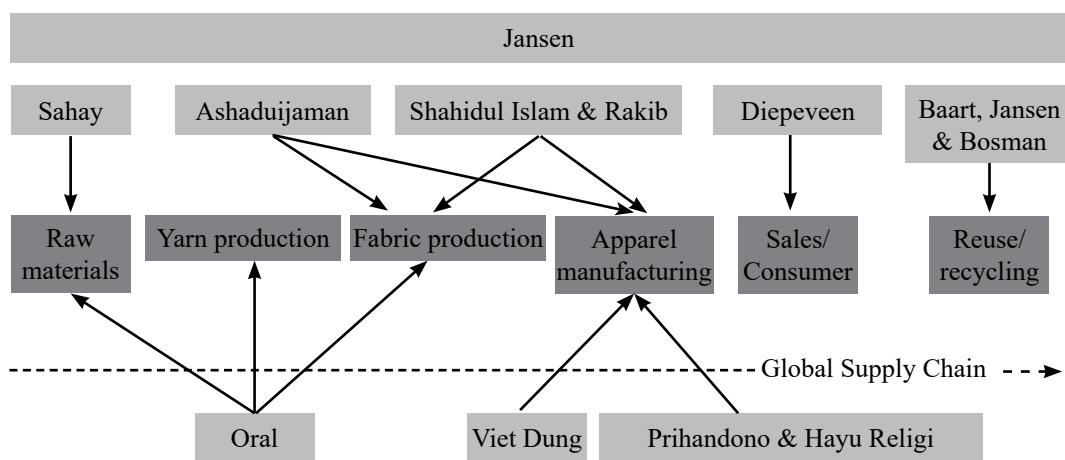 Jansen
Sahay
Ashaduijaman
Shahidul Islam & Rakib
Diepeveen
Baart, Jansen
& Bosman
Raw
materials
Yarn production
Fabric production
Apparel
manufacturing
Sales/
Consumer
Reuse/
recycling
Global Supply Chain
Oral
Viet Dung
Prihandono & Hayu Religi